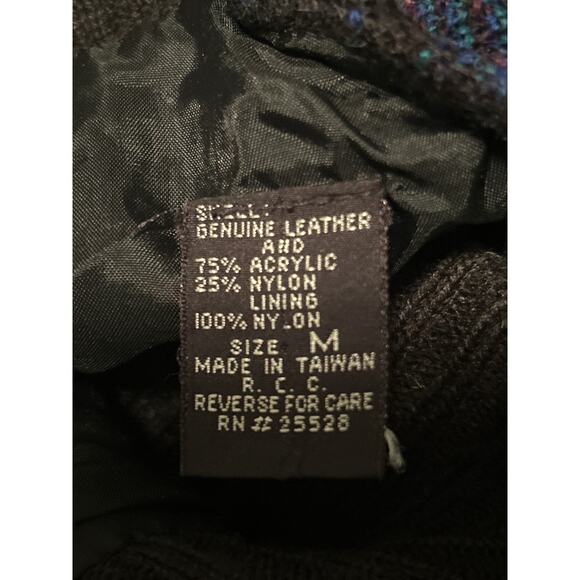 SHELL:
GENUINE LEATHER
AND
75% ACRYLIC
25% NYLON
LINING
100% NYLON
SIZE M
MADE IN TAIWAN
R. C. C.
REVERSE FOR CARE
RN # 25528